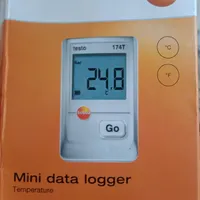 °C
°F
testo 174T
24.8
°C
Go
Mini data logger
Temperature